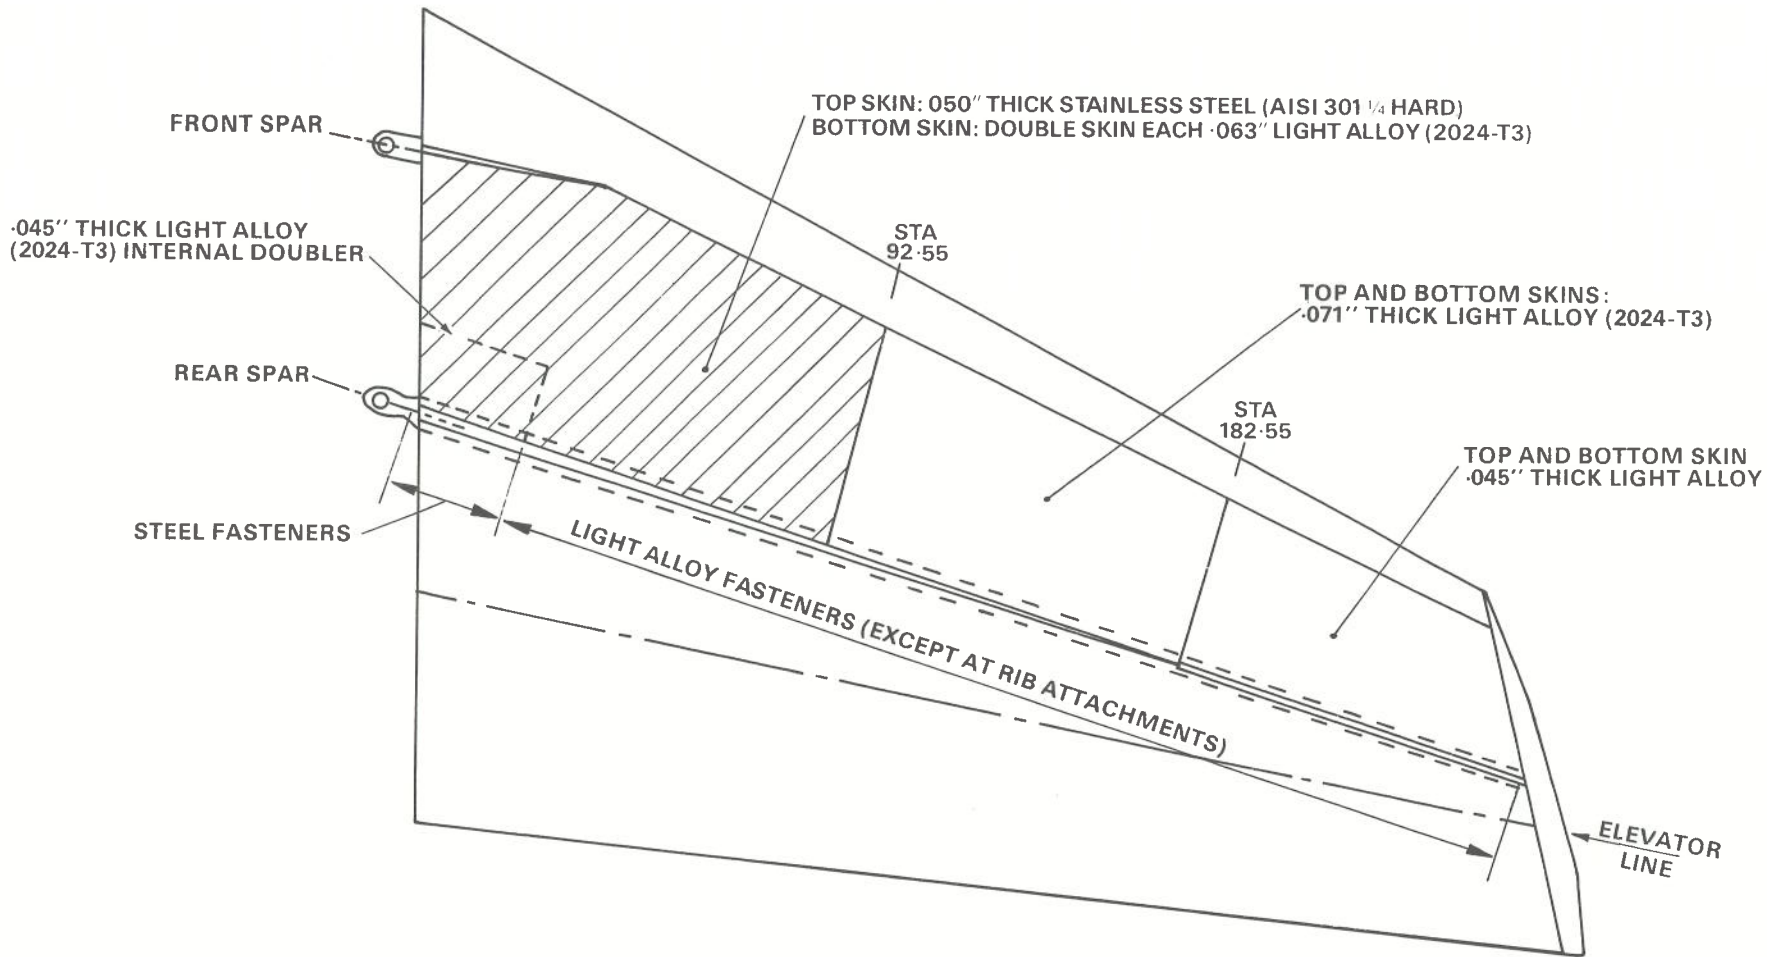 TOP SKIN: 050″ THICK STAINLESS STEEL (AISI 301 ¼ HARD)
BOTTOM SKIN: DOUBLE SKIN EACH ·063″ LIGHT ALLOY (2024-T3)
FRONT SPAR
·045″ THICK LIGHT ALLOY
(2024-T3) INTERNAL DOUBLER
STA
92·55
TOP AND BOTTOM SKINS:
·071″ THICK LIGHT ALLOY (2024-T3)
REAR SPAR
STA
182·55
TOP AND BOTTOM SKIN
·045″ THICK LIGHT ALLOY
STEEL FASTENERS
LIGHT ALLOY FASTENERS (EXCEPT AT RIB ATTACHMENTS)
ELEVATOR
LINE